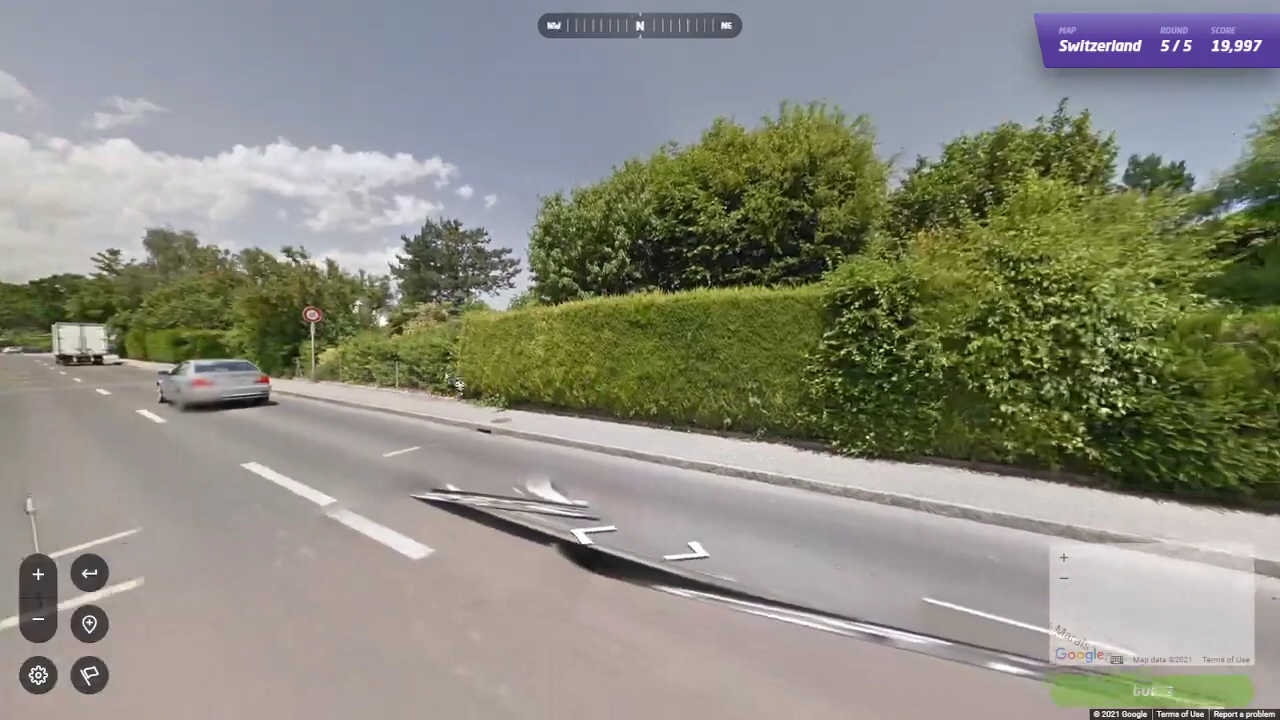 NW N NE
MAP ROUND SCORE
Switzerland 5 / 5 19,997
Marais
Google
Map data ©2021 Terms of Use
© 2021 Google Terms of Use Report a problem